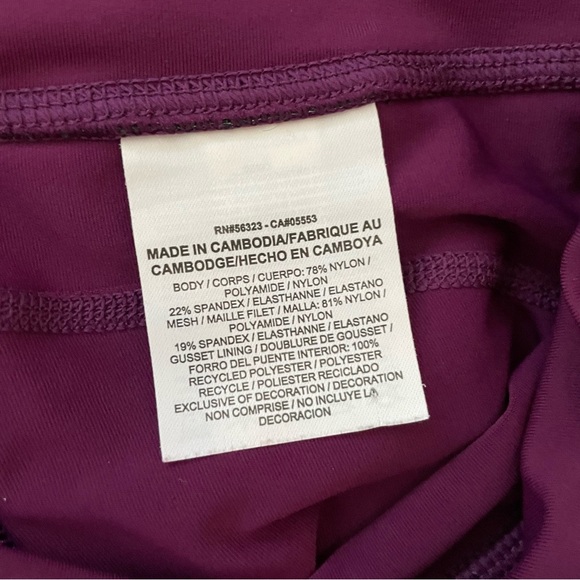 RN#56323 - CA#05553
MADE IN CAMBODIA/FABRIQUE AU
CAMBODGE/HECHO EN CAMBOYA
BODY / CORPS / CUERPO: 78% NYLON /
POLYAMIDE / NYLON
22% SPANDEX / ELASTHANNE / ELASTANO
MESH / MAILLE FILET / MALLA: 81% NYLON /
POLYAMIDE / NYLON
19% SPANDEX / ELASTHANNE / ELASTANO
GUSSET LINING / DOUBLURE DE GOUSSET /
FORRO DEL PUENTE INTERIOR: 100%
RECYCLED POLYESTER / POLYESTER
RECYCLE / POLIESTER RECICLADO
EXCLUSIVE OF DECORATION / DECORATION
NON COMPRISE / NO INCLUYE LA
DECORACION